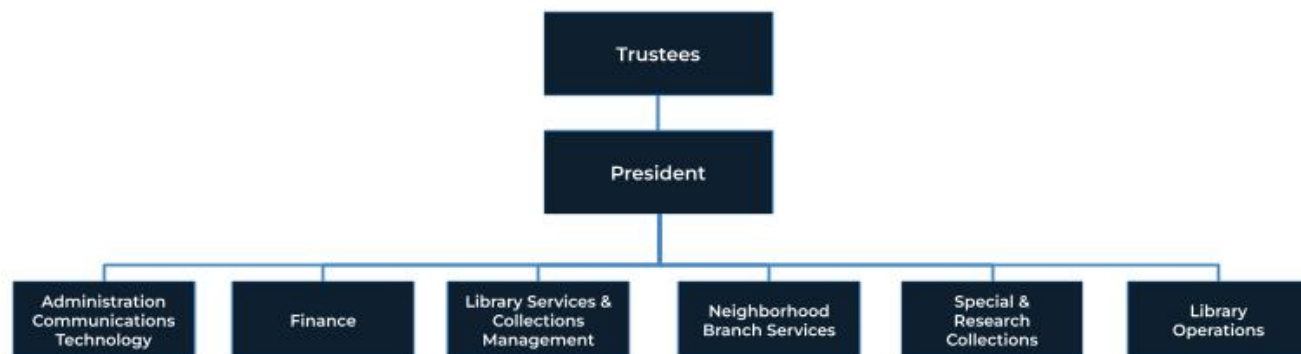 Trustees
President
Administration
Communications
Technology
Finance
Library Services &
Collections
Management
Neighborhood
Branch Services
Special &
Research
Collections
Library
Operations